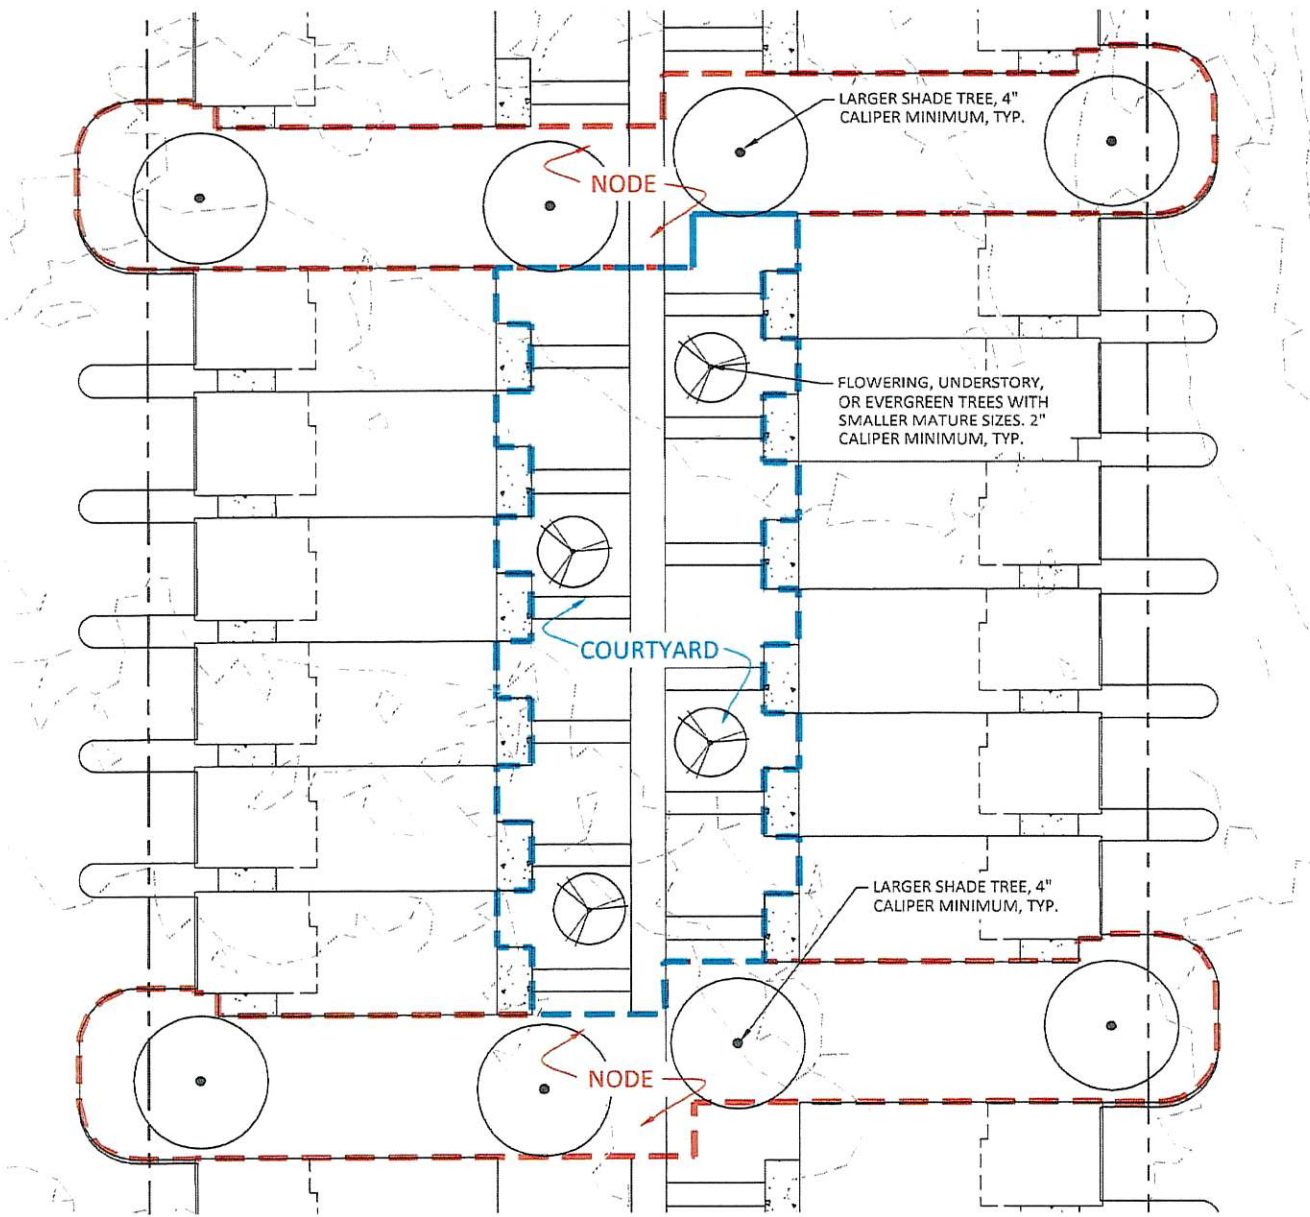 LARGER SHADE TREE, 4"
CALIPER MINIMUM, TYP.
NODE
FLOWERING, UNDERSTORY,
OR EVERGREEN TREES WITH
SMALLER MATURE SIZES. 2"
CALIPER MINIMUM, TYP.
COURTYARD
LARGER SHADE TREE, 4"
CALIPER MINIMUM, TYP.
NODE